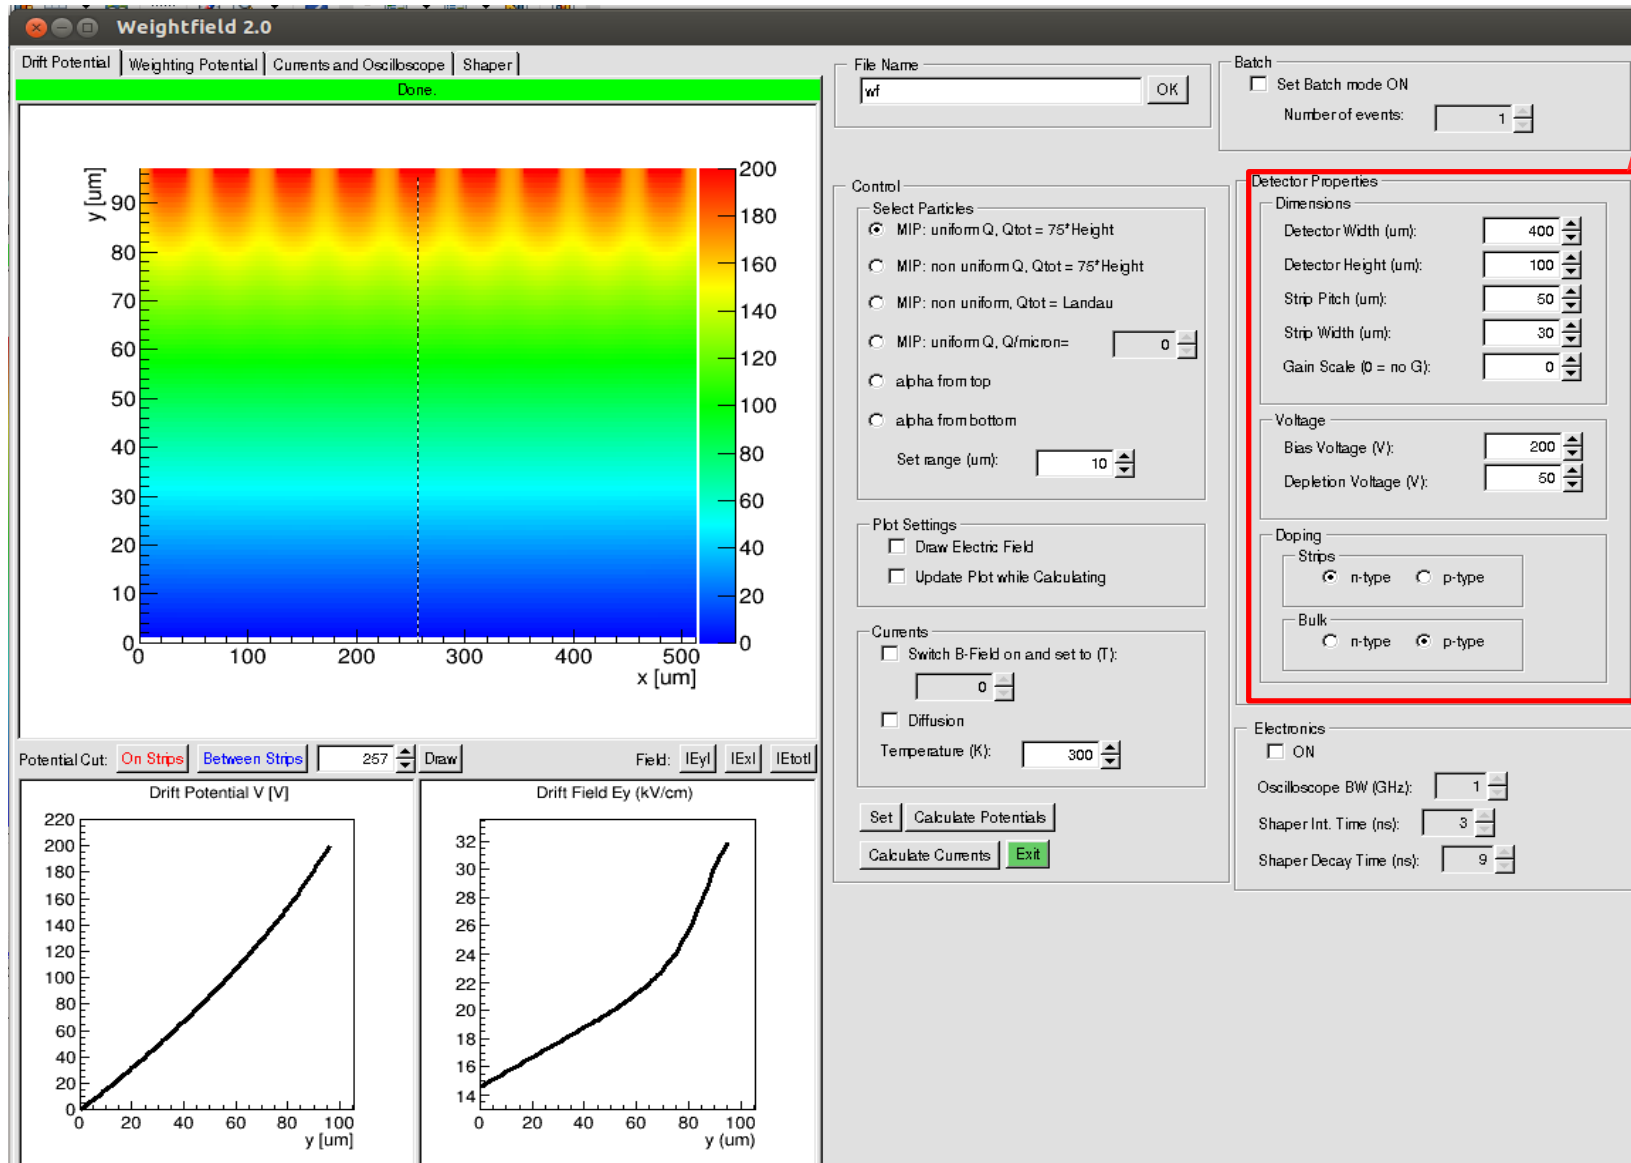 Weightfield 2.0
Drift Potential Weighting Potential Currents and Oscilloscope Shaper
Done.
y [um]
90
80
70
60
50
40
30
20
10
0
0 100 200 300 400 500
x [um]
200
180
160
140
120
100
80
60
40
20
0
Potential Cut: On Strips Between Strips 257 Draw Field: |Ey| |Ex| |Etot|
Drift Potential V [V]
220
200
180
160
140
120
100
80
60
40
20
0
0 20 40 60 80 100
y [um]
Drift Field Ey (kV/cm)
32
30
28
26
24
22
20
18
16
14
0 20 40 60 80 100
y (um)
File Name
wf OK
Control
Select Particles
MIP: uniform Q, Qtot = 75*Height
MIP: non uniform Q, Qtot = 75*Height
MIP: non uniform, Qtot = Landau
MIP: uniform Q, Q/micron= 0
alpha from top
alpha from bottom
Set range (um): 10
Plot Settings
Draw Electric Field
Update Plot while Calculating
Currents
Switch B-Field on and set to (T):
0
Diffusion
Temperature (K): 300
Set Calculate Potentials
Calculate Currents Exit
Batch
Set Batch mode ON
Number of events: 1
Detector Properties
Dimensions
Detector Width (um): 400
Detector Height (um): 100
Strip Pitch (um): 50
Strip Width (um): 30
Gain Scale (0 = no G): 0
Voltage
Bias Voltage (V): 200
Depletion Voltage (V): 50
Doping
Strips
n-type p-type
Bulk
n-type p-type
Electronics
ON
Oscilloscope BW (GHz): 1
Shaper Int. Time (ns): 3
Shaper Decay Time (ns): 9